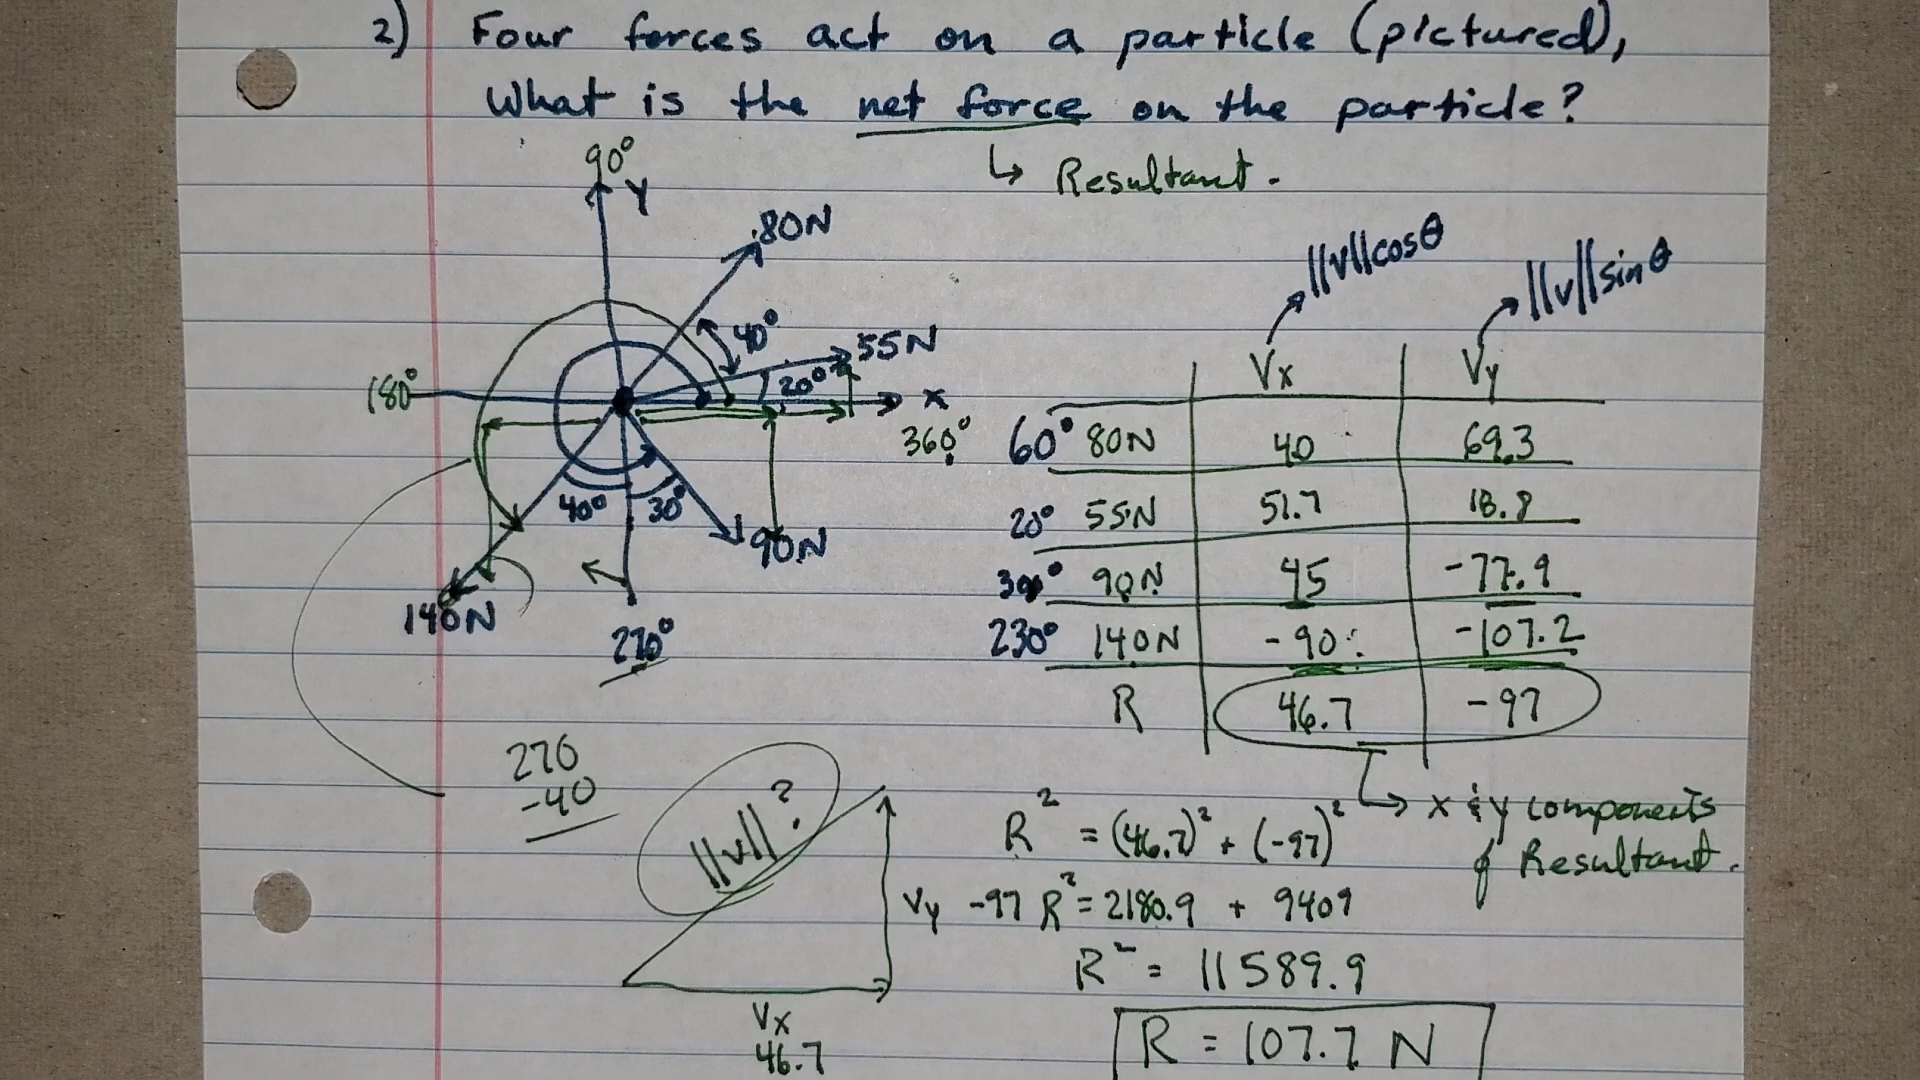 2) Four forces act on a particle (pictured),
What is the net force on the particle?
↳ Resultant.
90°
Y
80N
40°
55N
20°
x
180°
360°
40°
30°
90N
140N
270°
||v||cosθ
||v||sinθ
Vx Vy
60° 80N 40 69.3
20° 55N 51.7 18.8
300° 90N 45 -77.9
230° 140N -90 -107.2
R 46.7 -97
→ x & y components
of Resultant.
270
-40
||v||?
Vy -97
Vx
46.7
R² = (46.7)² + (-97)²
R² = 2180.9 + 9409
R² = 11589.9
R = 107.7 N